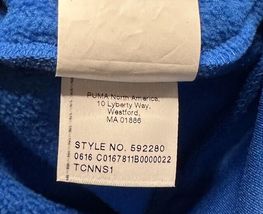 PUMA North America,
10 Lyberty Way,
Westford,
MA 01886
STYLE NO. 592280
0616 C0167811B0000022
TCNNS1